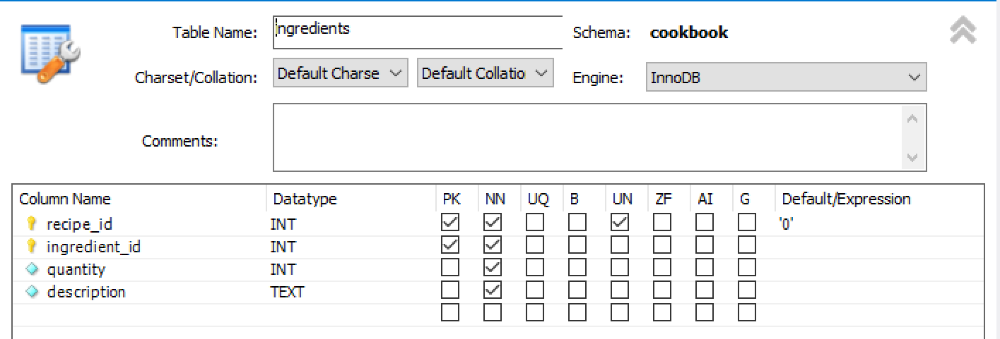 Table Name: ingredients Schema: cookbook
Charset/Collation: Default Charse Default Collatio Engine: InnoDB
Comments:
Column Name Datatype PK NN UQ B UN ZF AI G Default/Expression
recipe_id INT '0'
ingredient_id INT
quantity INT
description TEXT